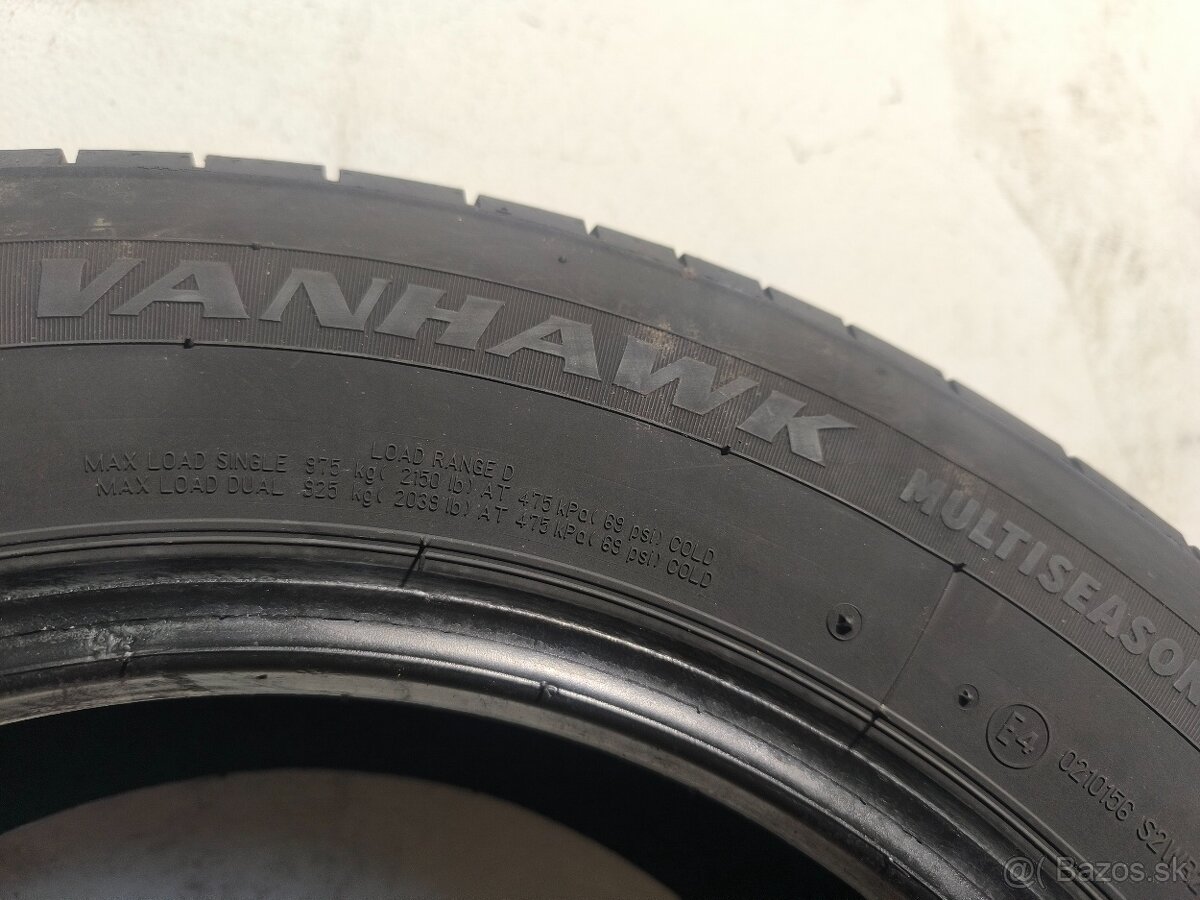 VANHAWK
MULTISEASON
LOAD RANGE D
MAX LOAD SINGLE 975 kg( 2150 lb) AT 475 kPa( 69 psi) COLD
MAX LOAD DUAL 925 kg( 2039 lb) AT 475 kPa( 69 psi) COLD
E4 0210156
@( Bazos.sk